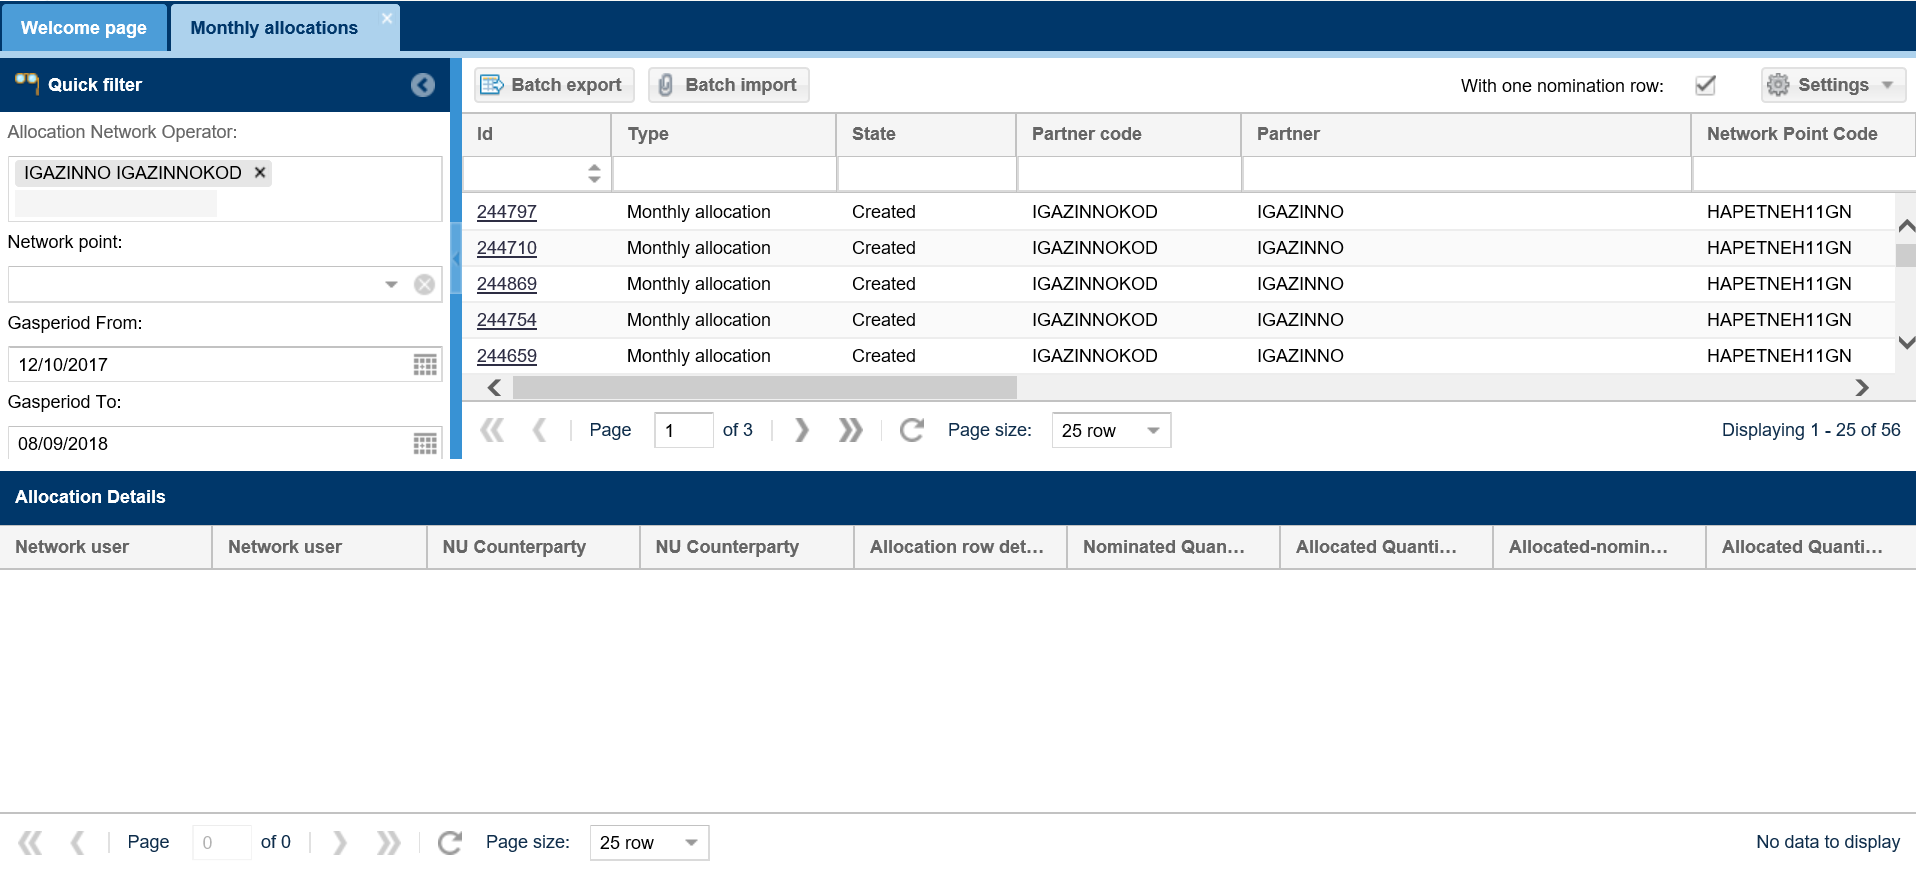 Welcome page
Monthly allocations
Quick filter
Batch export
Batch import
With one nomination row:
Settings
Allocation Network Operator:
IGAZINNO IGAZINNOKOD
Network point:
Gasperiod From:
12/10/2017
Gasperiod To:
08/09/2018
Id Type State Partner code Partner Network Point Code
244797 Monthly allocation Created IGAZINNOKOD IGAZINNO HAPETNEH11GN
244710 Monthly allocation Created IGAZINNOKOD IGAZINNO HAPETNEH11GN
244869 Monthly allocation Created IGAZINNOKOD IGAZINNO HAPETNEH11GN
244754 Monthly allocation Created IGAZINNOKOD IGAZINNO HAPETNEH11GN
244659 Monthly allocation Created IGAZINNOKOD IGAZINNO HAPETNEH11GN
Page 1 of 3 Page size: 25 row Displaying 1 - 25 of 56
Allocation Details
Network user Network user NU Counterparty NU Counterparty Allocation row det... Nominated Quan... Allocated Quanti... Allocated-nomin... Allocated Quanti...
Page 0 of 0 Page size: 25 row No data to display